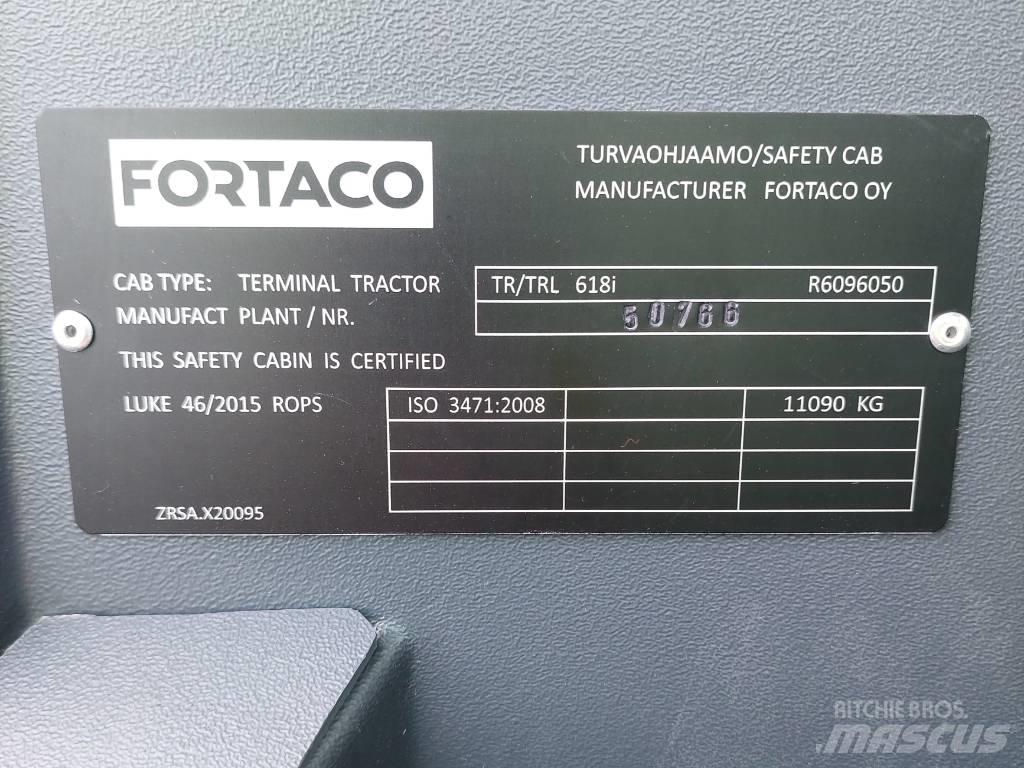 FORTACO
TURVAOHJAAMO/SAFETY CAB
MANUFACTURER FORTACO OY
CAB TYPE: TERMINAL TRACTOR TR/TRL 618i R6096050
MANUFACT PLANT / NR. 50766
THIS SAFETY CABIN IS CERTIFIED
LUKE 46/2015 ROPS ISO 3471:2008 11090 KG
ZRSA.X20095
RITCHIE BROS.
MASCUS